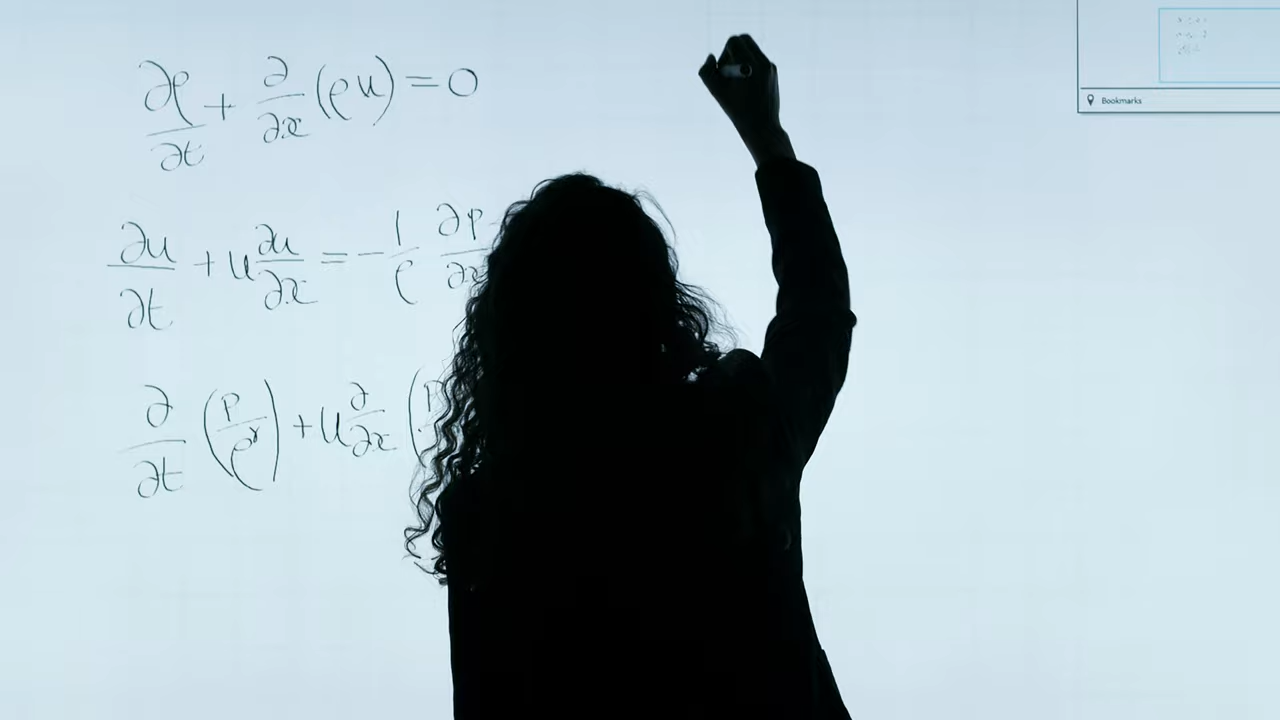 ∂ρ/∂t + ∂/∂x (ρu) = 0
∂u/∂t + u ∂u/∂x = - 1/ρ ∂p/∂x
∂/∂t (p/ρ^γ) + u ∂/∂x (p
Bookmarks